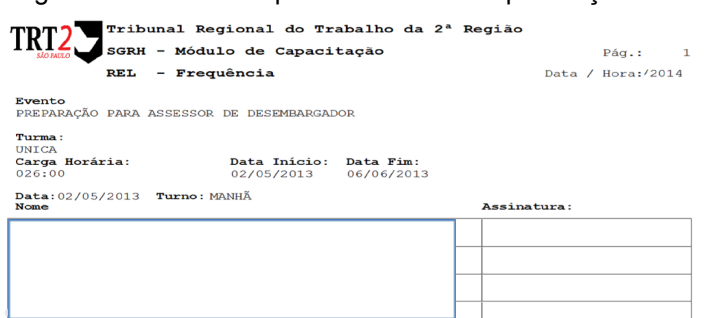 TRT2 Tribunal Regional do Trabalho da 2ª Região
SÃO PAULO SGRH - Módulo de Capacitação Pág.: 1
REL - Frequência Data / Hora:/2014
Evento
PREPARAÇÃO PARA ASSESSOR DE DESEMBARGADOR
Turma:
UNICA
Carga Horária: Data Início: Data Fim:
026:00 02/05/2013 06/06/2013
Data:02/05/2013 Turno:MANHÃ
Nome Assinatura: